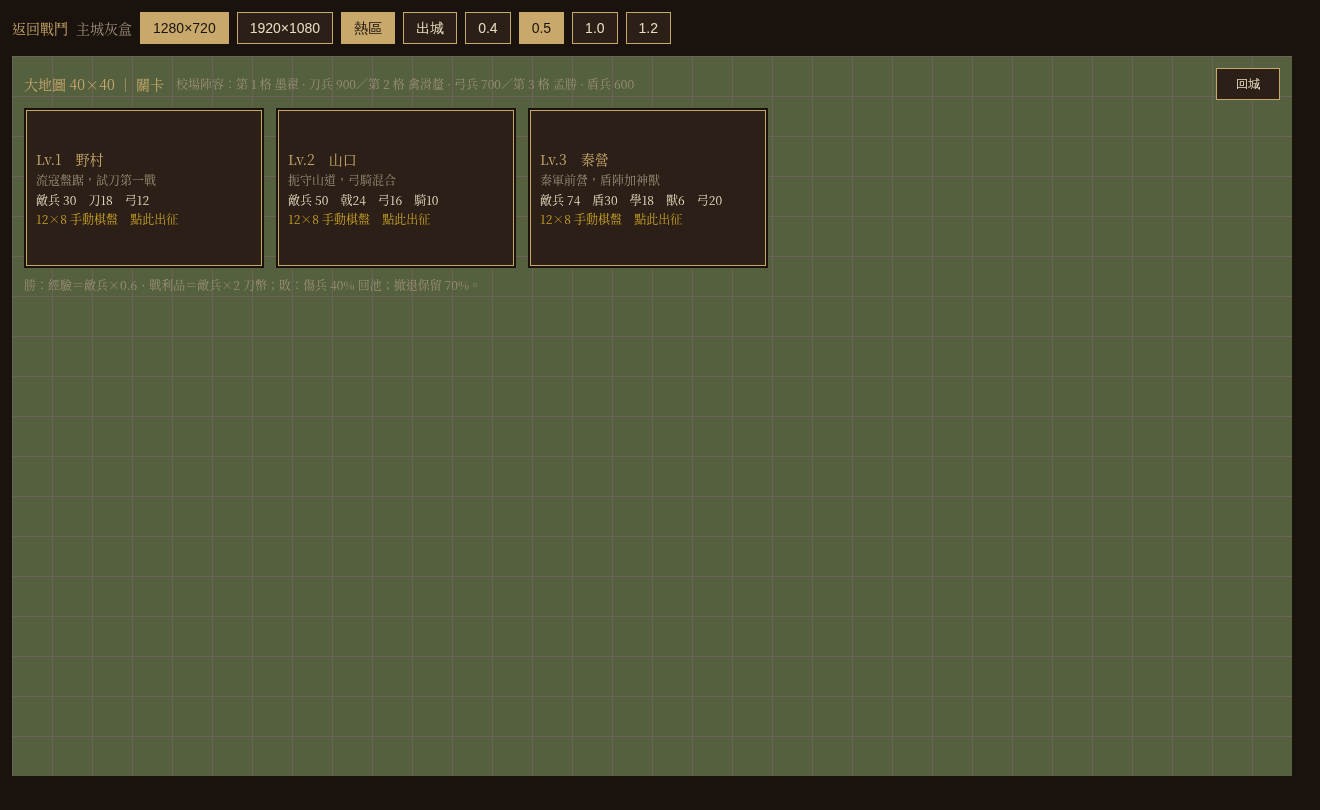 返回戰鬥 主城灰盒 1280×720 1920×1080 熱區 出城 0.4 0.5 1.0 1.2
大地圖 40×40 ｜ 關卡 校場陣容：第 1 格 墨翟 · 刀兵 900／第 2 格 禽滑釐 · 弓兵 700／第 3 格 孟勝 · 盾兵 600 回城
Lv.1 野村
流寇盤踞，試刀第一戰
敵兵 30 刀18 弓12
12×8 手動棋盤 點此出征
Lv.2 山口
扼守山道，弓騎混合
敵兵 50 戟24 弓16 騎10
12×8 手動棋盤 點此出征
Lv.3 秦營
秦軍前營，盾陣加神獸
敵兵 74 盾30 學18 獸6 弓20
12×8 手動棋盤 點此出征
勝：經驗＝敵兵×0.6、戰利品＝敵兵×2 刀幣；敗：傷兵 40% 回池；撤退保留 70%。